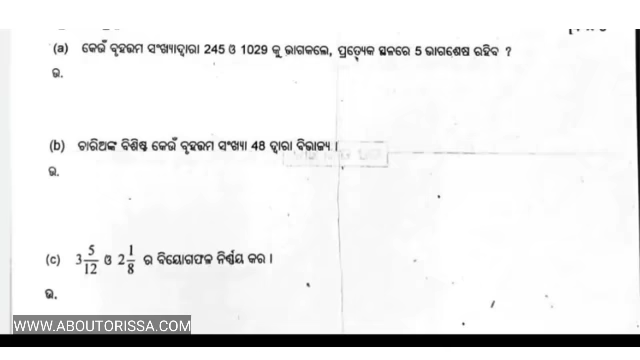 (a) କେଉଁ ବୃହତ୍ତମ ସଂଖ୍ୟାଦ୍ଵାରା 245 ଓ 1029 କୁ ଭାଗକଲେ, ପ୍ରତ୍ୟେକ ସ୍ଥଳରେ 5 ଭାଗଶେଷ ରହିବ ?
ଉ.
(b) ଚାରିଅଙ୍କ ବିଶିଷ୍ଟ କେଉଁ ବୃହତ୍ତମ ସଂଖ୍ୟା 48 ଦ୍ଵାରା ବିଭାଜ୍ୟ ।
ଉ.
(c) 3 5/12 ଓ 2 1/8 ର ବିୟୋଗଫଳ ନିର୍ଣ୍ଣୟ କର ।
ଉ.
WWW.ABOUTORISSA.COM